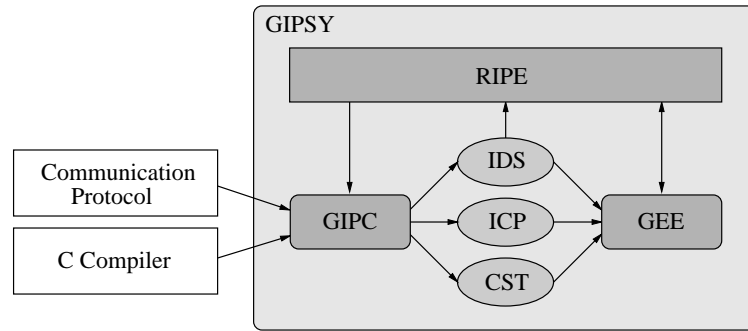 GIPSY
RIPE
IDS
Communication
Protocol
GIPC
ICP
GEE
C Compiler
CST